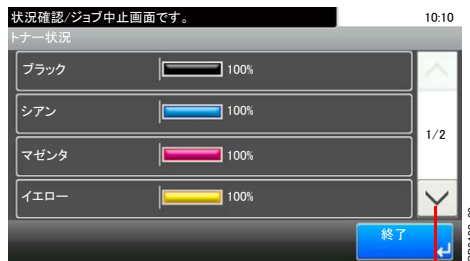 状況確認/ジョブ中止画面です。 10:10
トナー状況
ブラック 100%
シアン 100%
1/2
マゼンタ 100%
イエロー 100%
終了